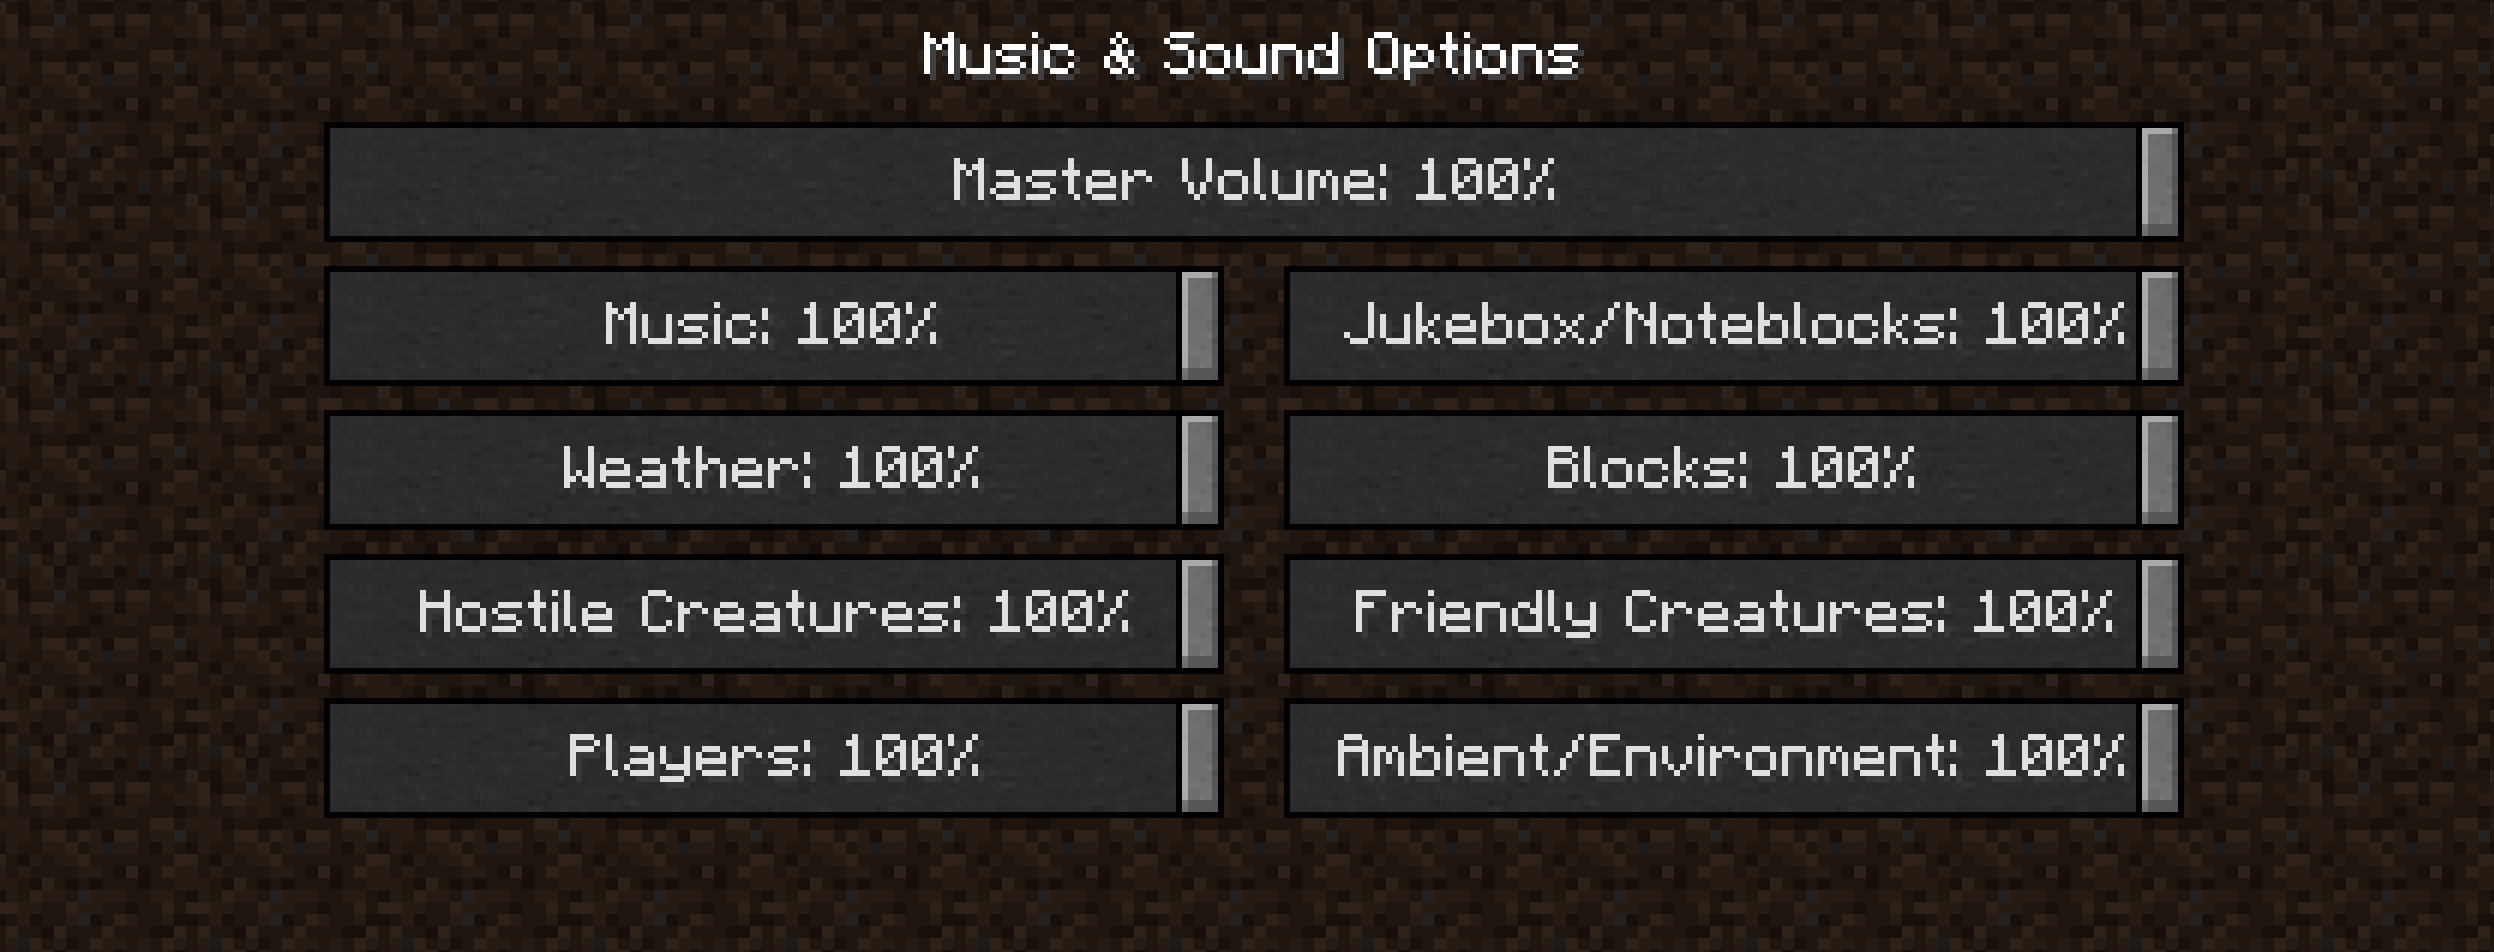 Music & Sound Options
Master Volume: 100%
Music: 100%
Jukebox/Noteblocks: 100%
Weather: 100%
Blocks: 100%
Hostile Creatures: 100%
Friendly Creatures: 100%
Players: 100%
Ambient/Environment: 100%